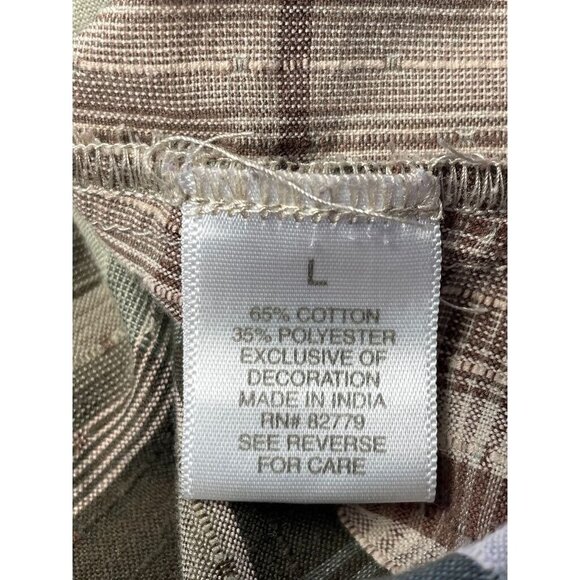 L
65% COTTON
35% POLYESTER
EXCLUSIVE OF
DECORATION
MADE IN INDIA
RN# 82779
SEE REVERSE
FOR CARE